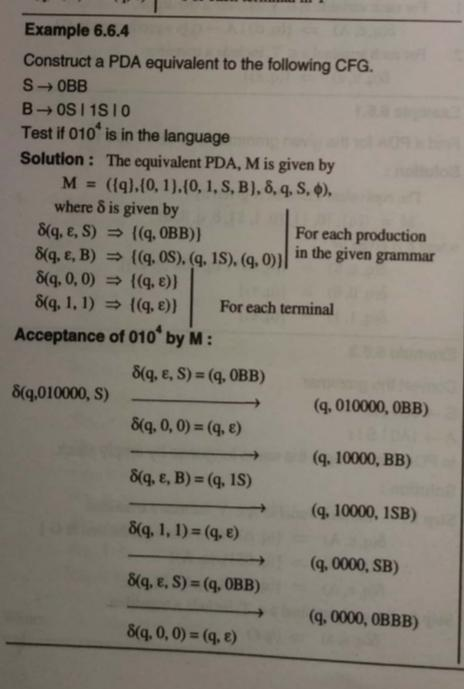 Example 6.6.4
Construct a PDA equivalent to the following CFG.
S → 0BB
B → 0S | 1S | 0
Test if 010⁴ is in the language
Solution : The equivalent PDA, M is given by
M = ({q},{0, 1},{0, 1, S, B}, δ, q, S, ϕ),
where δ is given by
δ(q, ε, S) ⇒ {(q, 0BB)}
For each production
δ(q, ε, B) ⇒ {(q, 0S), (q, 1S), (q, 0)}
in the given grammar
δ(q, 0, 0) ⇒ {(q, ε)}
δ(q, 1, 1) ⇒ {(q, ε)}
For each terminal
Acceptance of 010⁴ by M :
δ(q, ε, S) = (q, 0BB)
δ(q,010000, S)
(q, 010000, 0BB)
δ(q, 0, 0) = (q, ε)
(q, 10000, BB)
δ(q, ε, B) = (q, 1S)
(q, 10000, 1SB)
δ(q, 1, 1) = (q, ε)
(q, 0000, SB)
δ(q, ε, S) = (q, 0BB)
(q, 0000, 0BBB)
δ(q, 0, 0) = (q, ε)